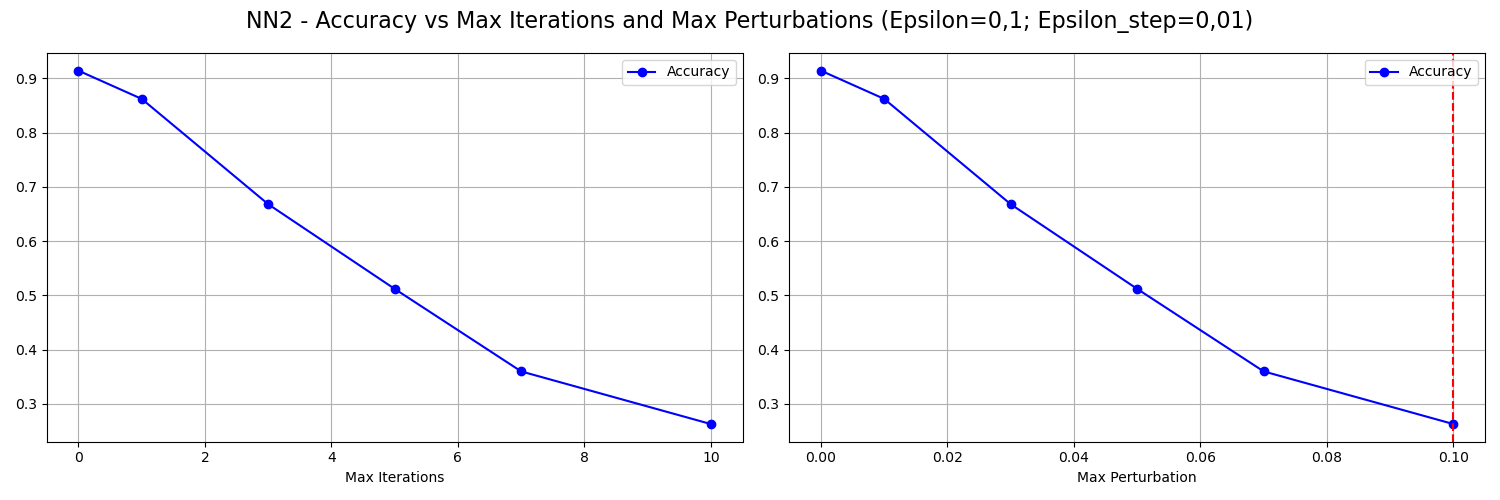 NN2 - Accuracy vs Max Iterations and Max Perturbations (Epsilon=0,1; Epsilon_step=0,01)
Accuracy
0.9
0.8
0.7
0.6
0.5
0.4
0.3
0 2 4 6 8 10
Max Iterations
Accuracy
0.9
0.8
0.7
0.6
0.5
0.4
0.3
0.00 0.02 0.04 0.06 0.08 0.10
Max Perturbation